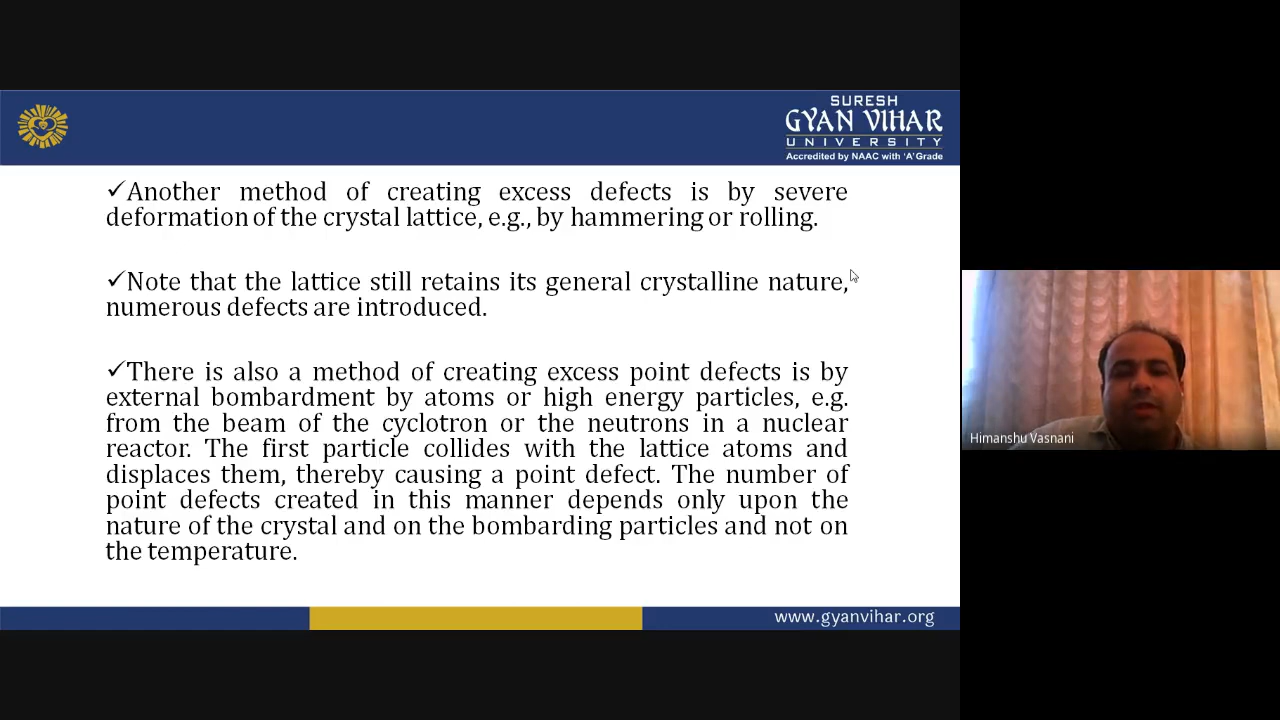 SURESH
GYAN VIHAR
UNIVERSITY
Accredited by NAAC with 'A' Grade
✓Another method of creating excess defects is by severe
deformation of the crystal lattice, e.g., by hammering or rolling.
✓Note that the lattice still retains its general crystalline nature,
numerous defects are introduced.
✓There is also a method of creating excess point defects is by
external bombardment by atoms or high energy particles, e.g.
from the beam of the cyclotron or the neutrons in a nuclear
reactor. The first particle collides with the lattice atoms and
displaces them, thereby causing a point defect. The number of
point defects created in this manner depends only upon the
nature of the crystal and on the bombarding particles and not on
the temperature.
Himanshu Vasnani
www.gyanvihar.org